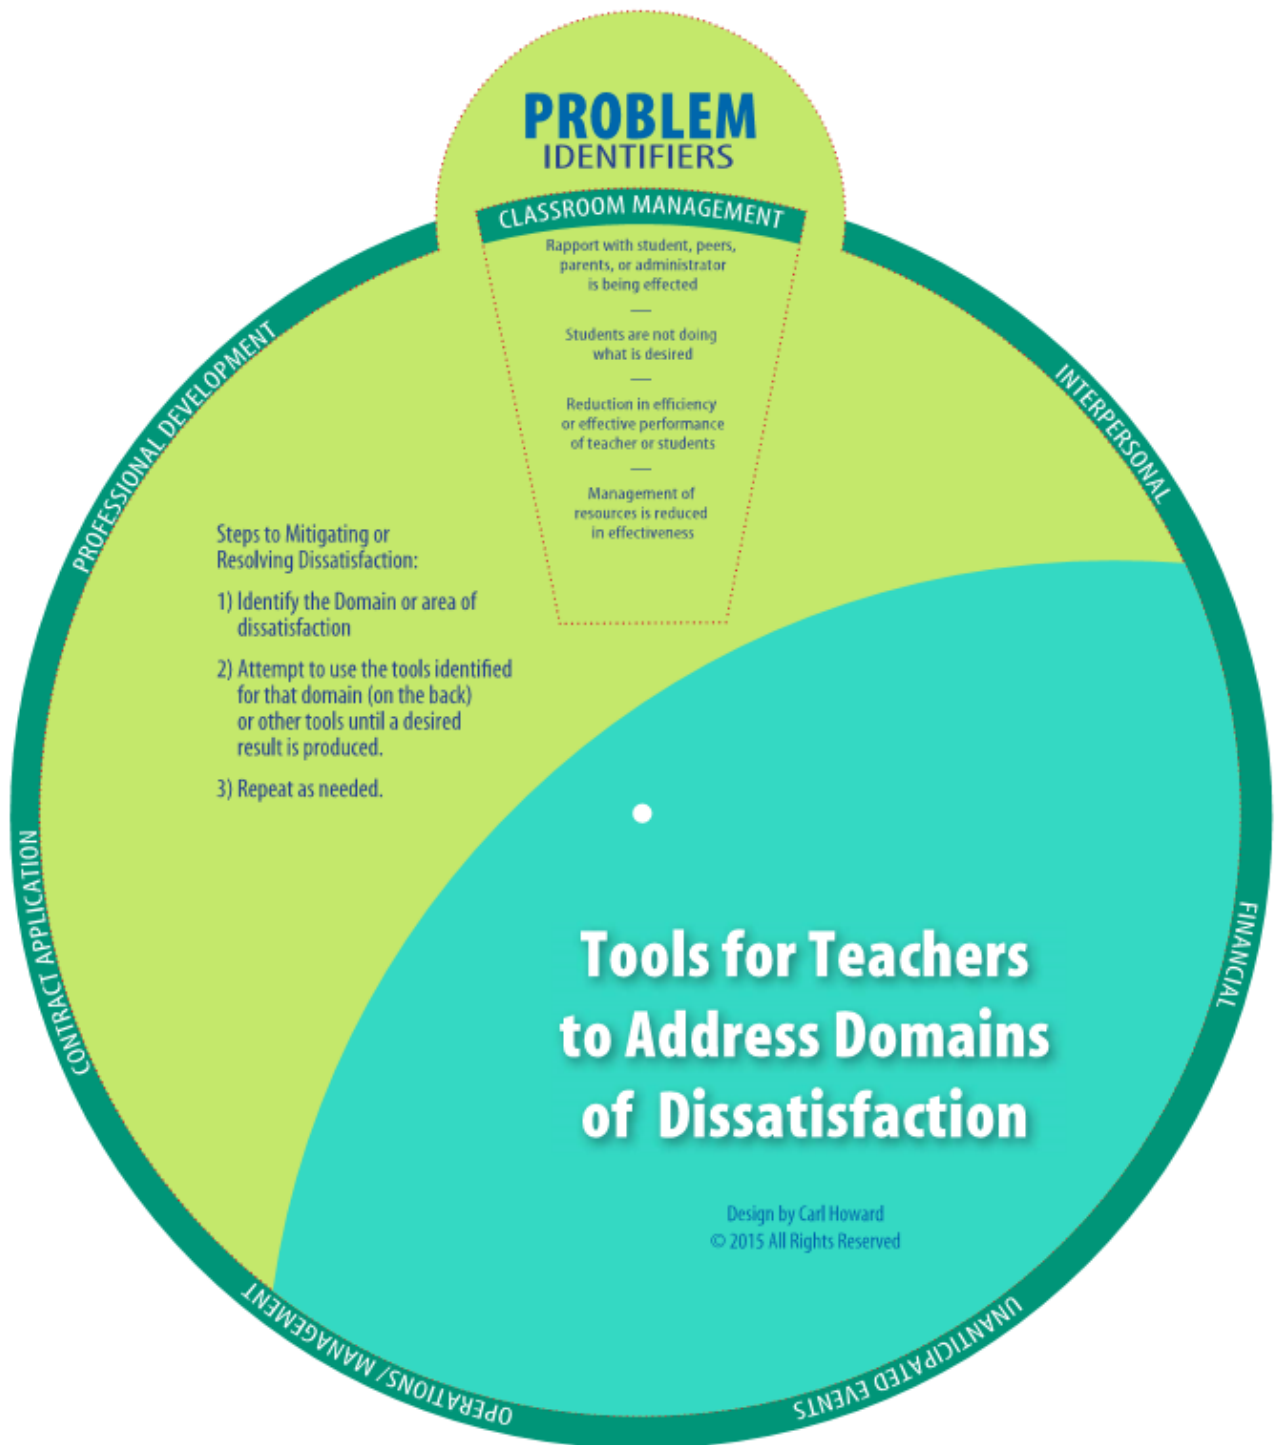 PROBLEM
IDENTIFIERS
CLASSROOM MANAGEMENT
Rapport with student, peers,
parents, or administrator
is being effected
—
Students are not doing
what is desired
—
Reduction in efficiency
or effective performance
of teacher or students
—
Management of
resources is reduced
in effectiveness
INTERPERSONAL
FINANCIAL
UNANTICIPATED EVENTS
OPERATIONS/ MANAGEMENT
CONTRACT APPLICATION
PROFESSIONAL DEVELOPMENT
Steps to Mitigating or
Resolving Dissatisfaction:
1) Identify the Domain or area of
dissatisfaction
2) Attempt to use the tools identified
for that domain (on the back)
or other tools until a desired
result is produced.
3) Repeat as needed.
Tools for Teachers
to Address Domains
of Dissatisfaction
Design by Carl Howard
© 2015 All Rights Reserved